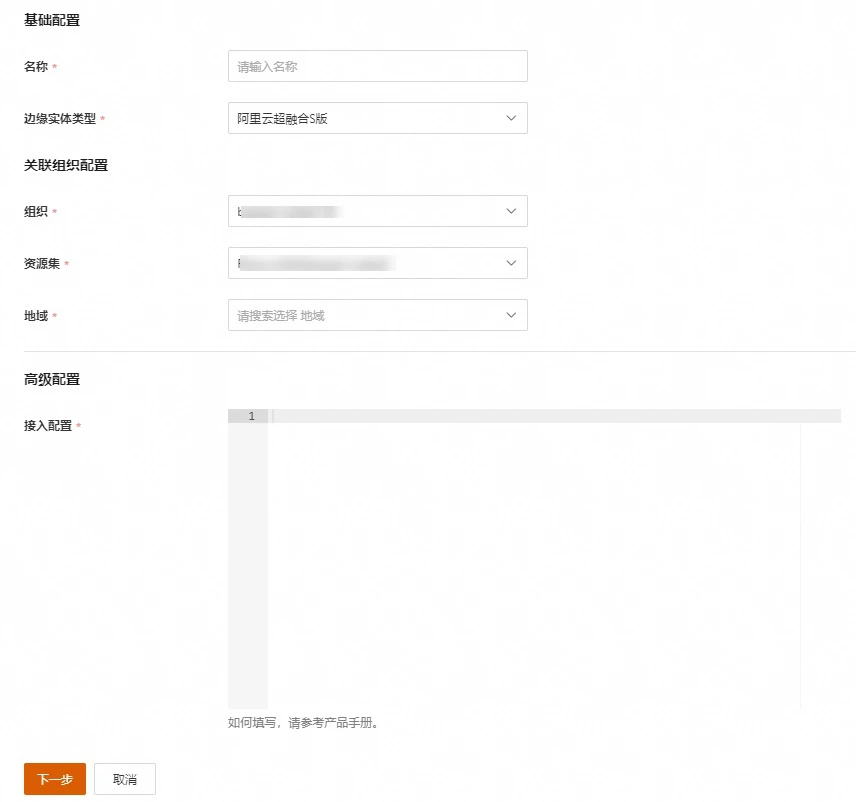 基础配置
名称 *
请输入名称
边缘实体类型 *
阿里云超融合S版
关联组织配置
组织 *
资源集 *
地域 *
请搜索选择 地域
高级配置
接入配置 *
1
如何填写，请参考产品手册。
下一步
取消